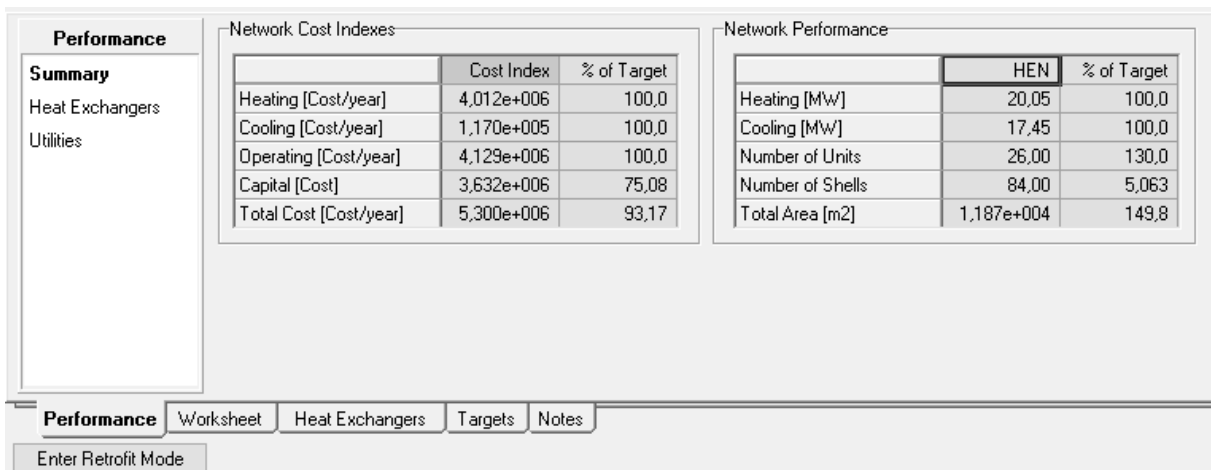 Performance
Summary
Heat Exchangers
Utilities
Network Cost Indexes
Cost Index % of Target
Heating [Cost/year] 4,012e+006 100,0
Cooling [Cost/year] 1,170e+005 100,0
Operating [Cost/year] 4,129e+006 100,0
Capital [Cost] 3,632e+006 75,08
Total Cost [Cost/year] 5,300e+006 93,17
Network Performance
HEN % of Target
Heating [MW] 20,05 100,0
Cooling [MW] 17,45 100,0
Number of Units 26,00 130,0
Number of Shells 84,00 5,063
Total Area [m2] 1,187e+004 149,8
Performance Worksheet Heat Exchangers Targets Notes
Enter Retrofit Mode